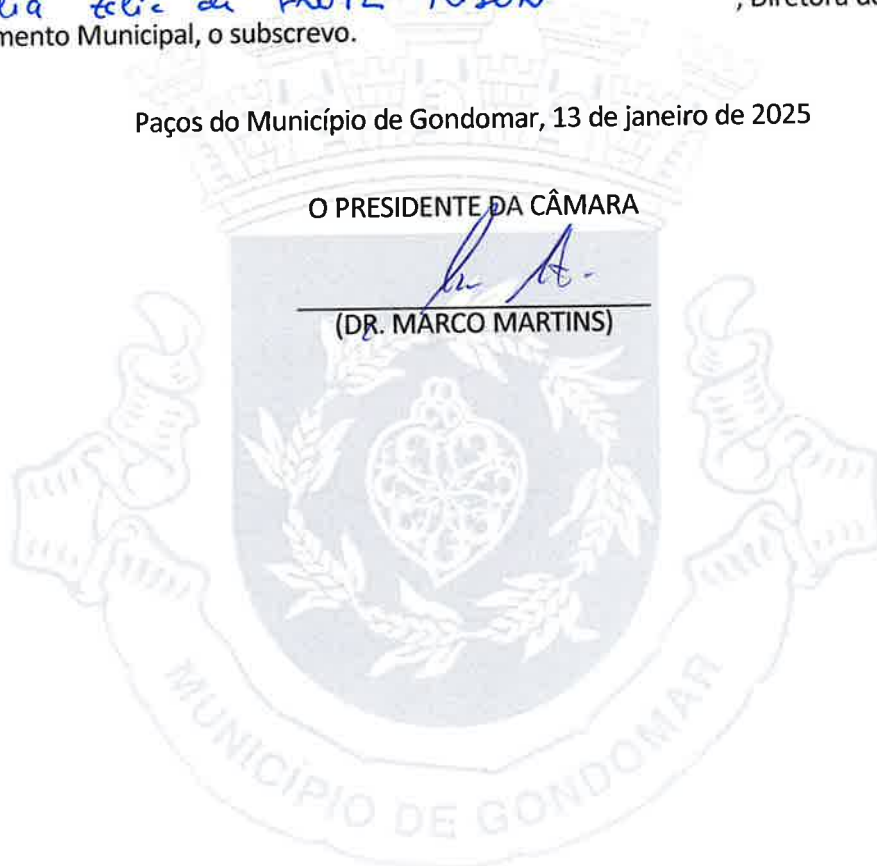 , Diretora d
mento Municipal, o subscrevo.
Paços do Município de Gondomar, 13 de janeiro de 2025
O PRESIDENTE DA CÂMARA
(DR. MARCO MARTINS)
MUNICÍPIO DE GONDOMAR